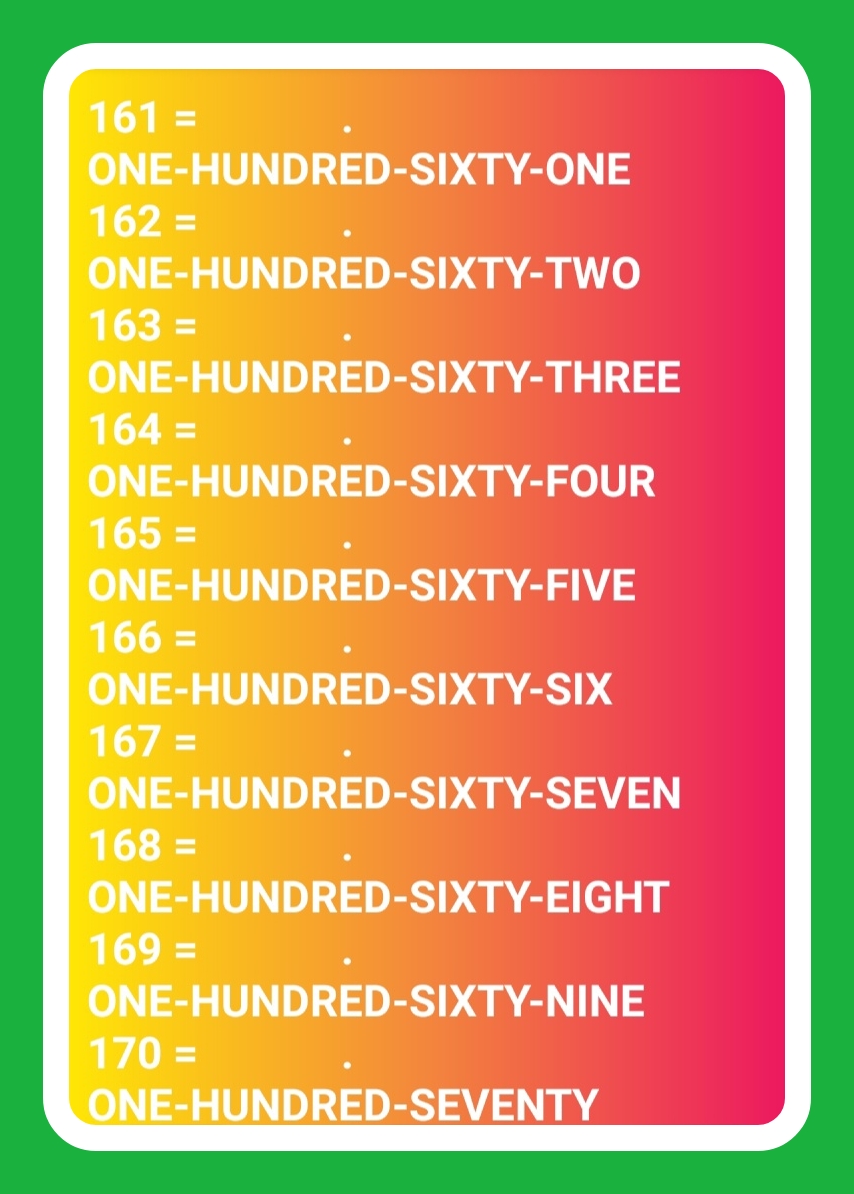 161 = .
ONE-HUNDRED-SIXTY-ONE
162 = .
ONE-HUNDRED-SIXTY-TWO
163 = .
ONE-HUNDRED-SIXTY-THREE
164 = .
ONE-HUNDRED-SIXTY-FOUR
165 = .
ONE-HUNDRED-SIXTY-FIVE
166 = .
ONE-HUNDRED-SIXTY-SIX
167 = .
ONE-HUNDRED-SIXTY-SEVEN
168 = .
ONE-HUNDRED-SIXTY-EIGHT
169 = .
ONE-HUNDRED-SIXTY-NINE
170 = .
ONE-HUNDRED-SEVENTY